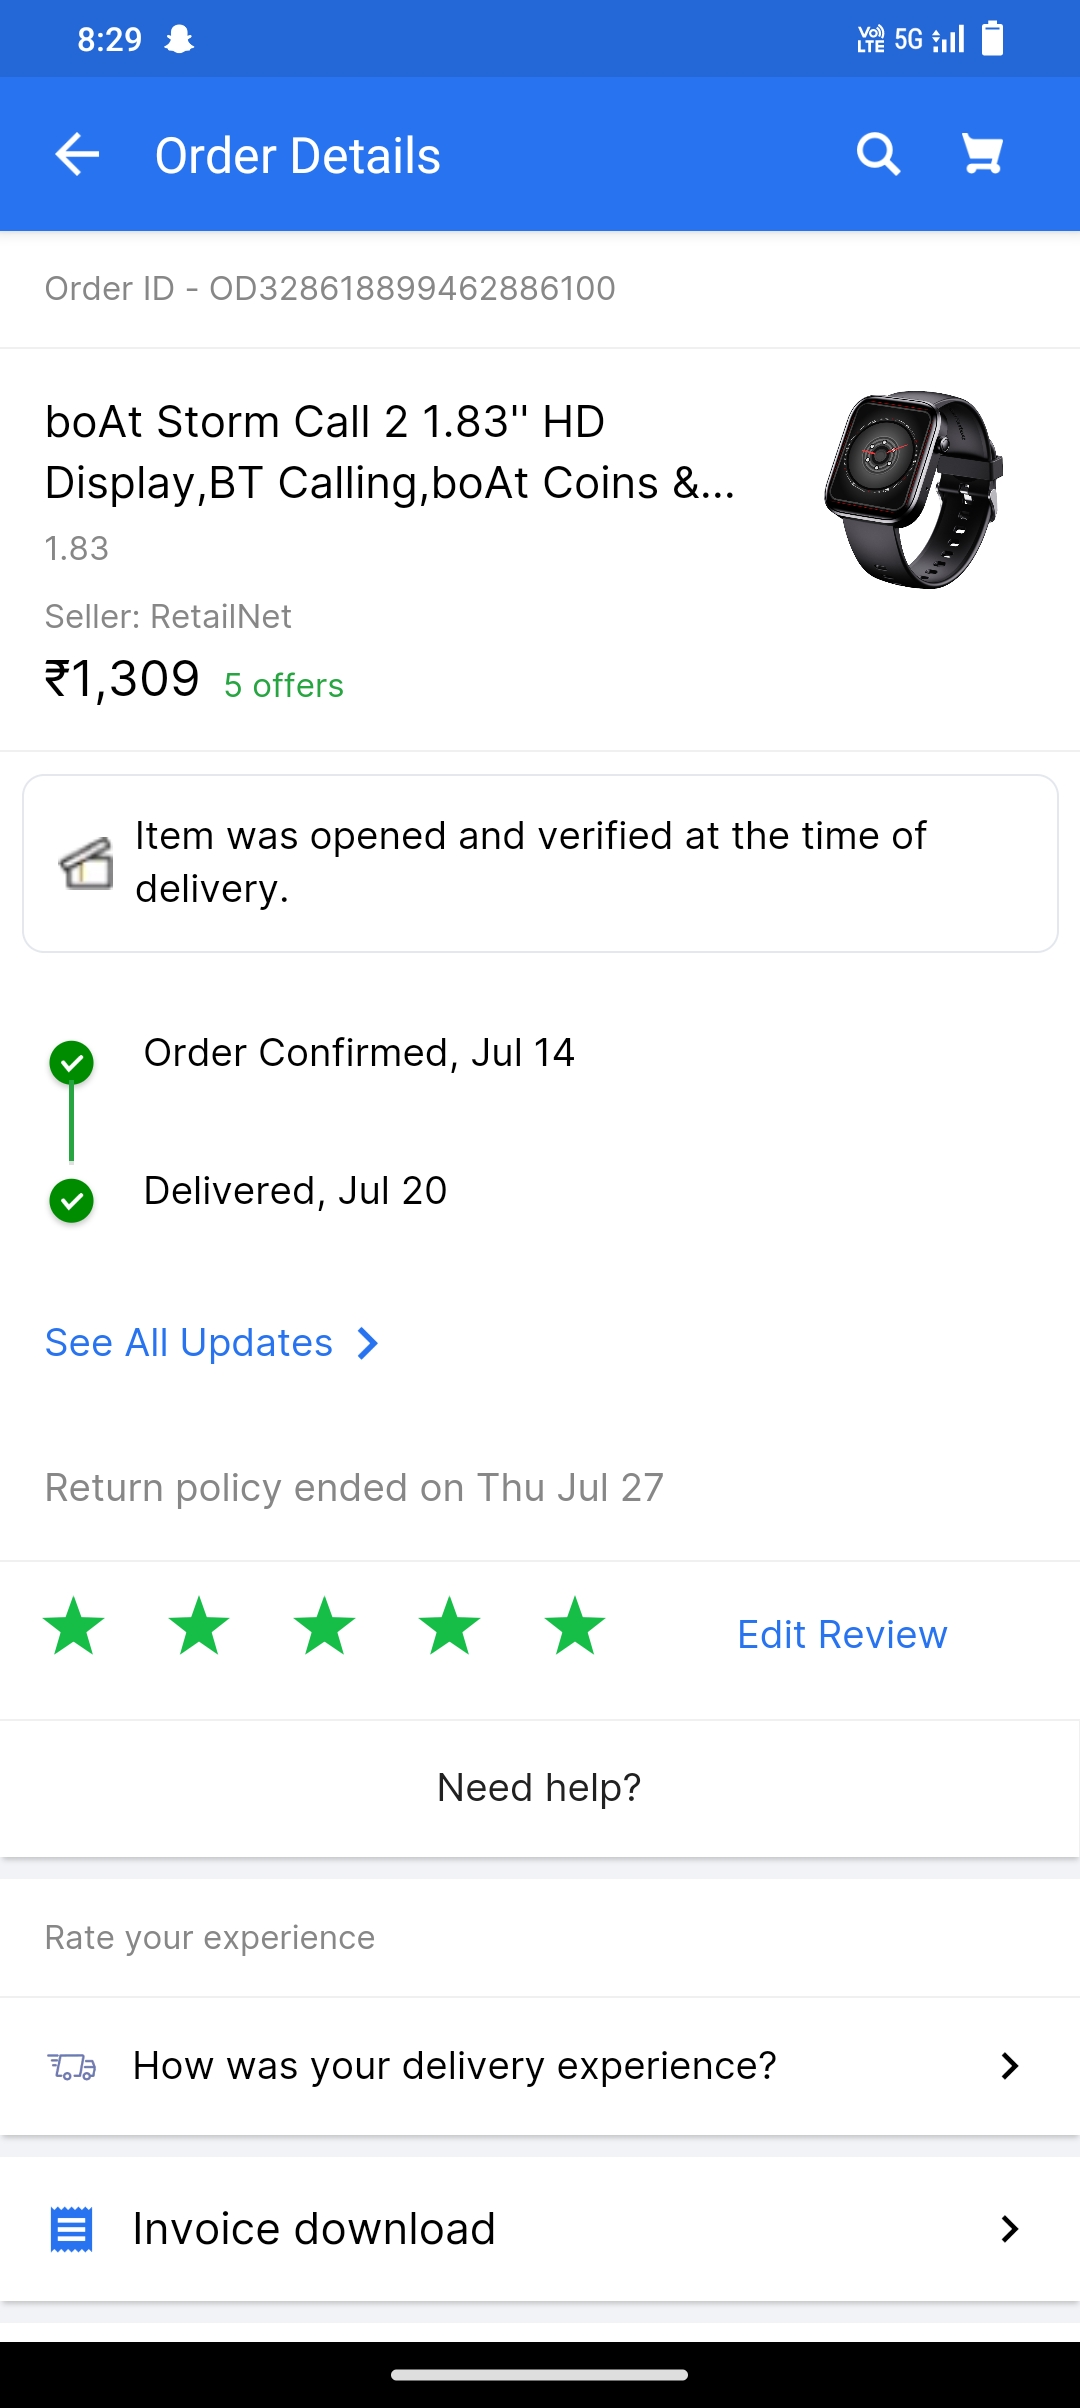 8:29
Vo) LTE 5G
Order Details
Order ID - OD328618899462886100
boAt Storm Call 2 1.83'' HD
Display,BT Calling,boAt Coins &...
1.83
Seller: RetailNet
₹1,309 5 offers
Item was opened and verified at the time of
delivery.
Order Confirmed, Jul 14
Delivered, Jul 20
See All Updates
Return policy ended on Thu Jul 27
Edit Review
Need help?
Rate your experience
How was your delivery experience?
Invoice download